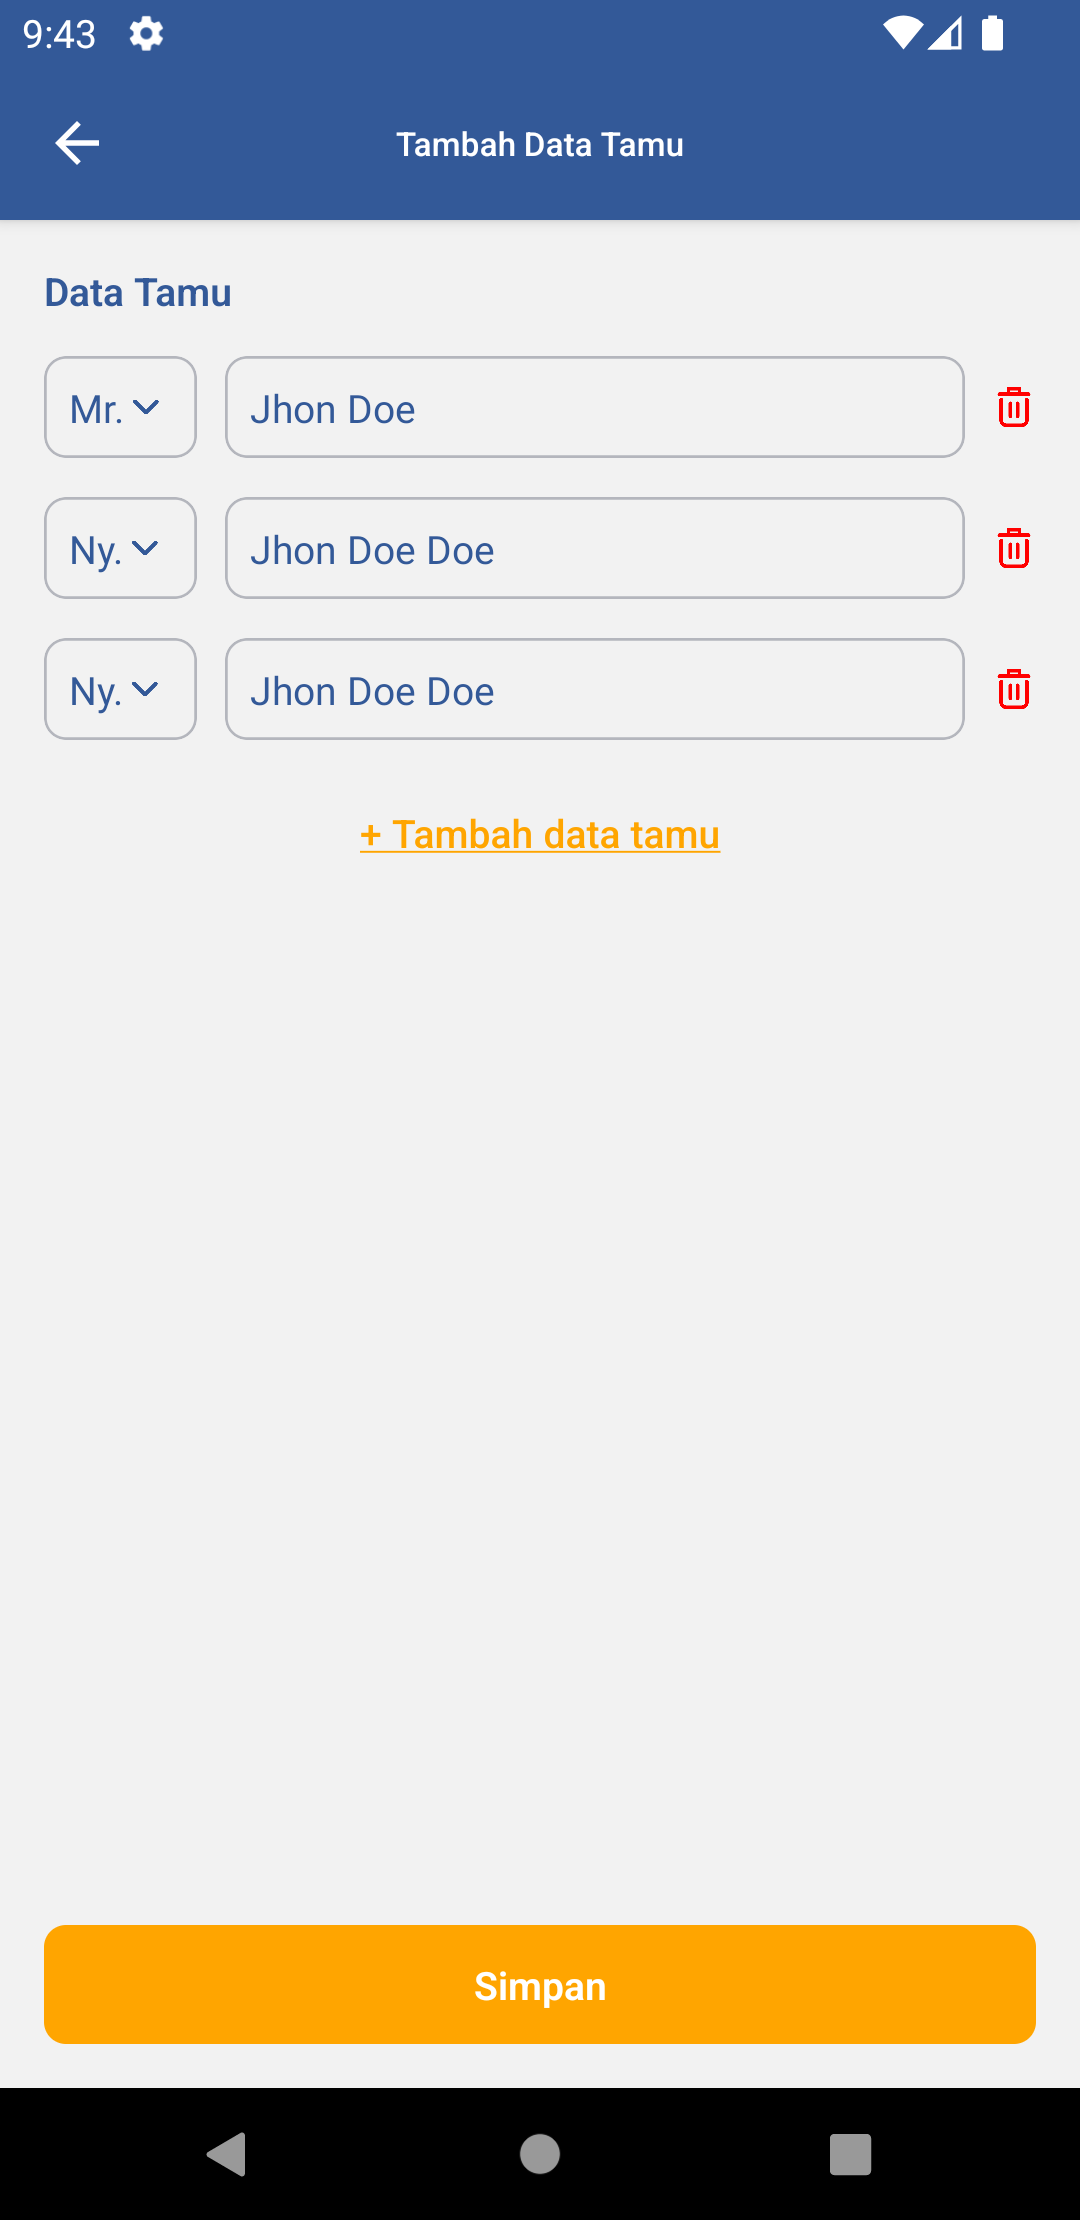 9:43
Tambah Data Tamu
Data Tamu
Mr. Jhon Doe
Ny. Jhon Doe Doe
Ny. Jhon Doe Doe
+ Tambah data tamu
Simpan